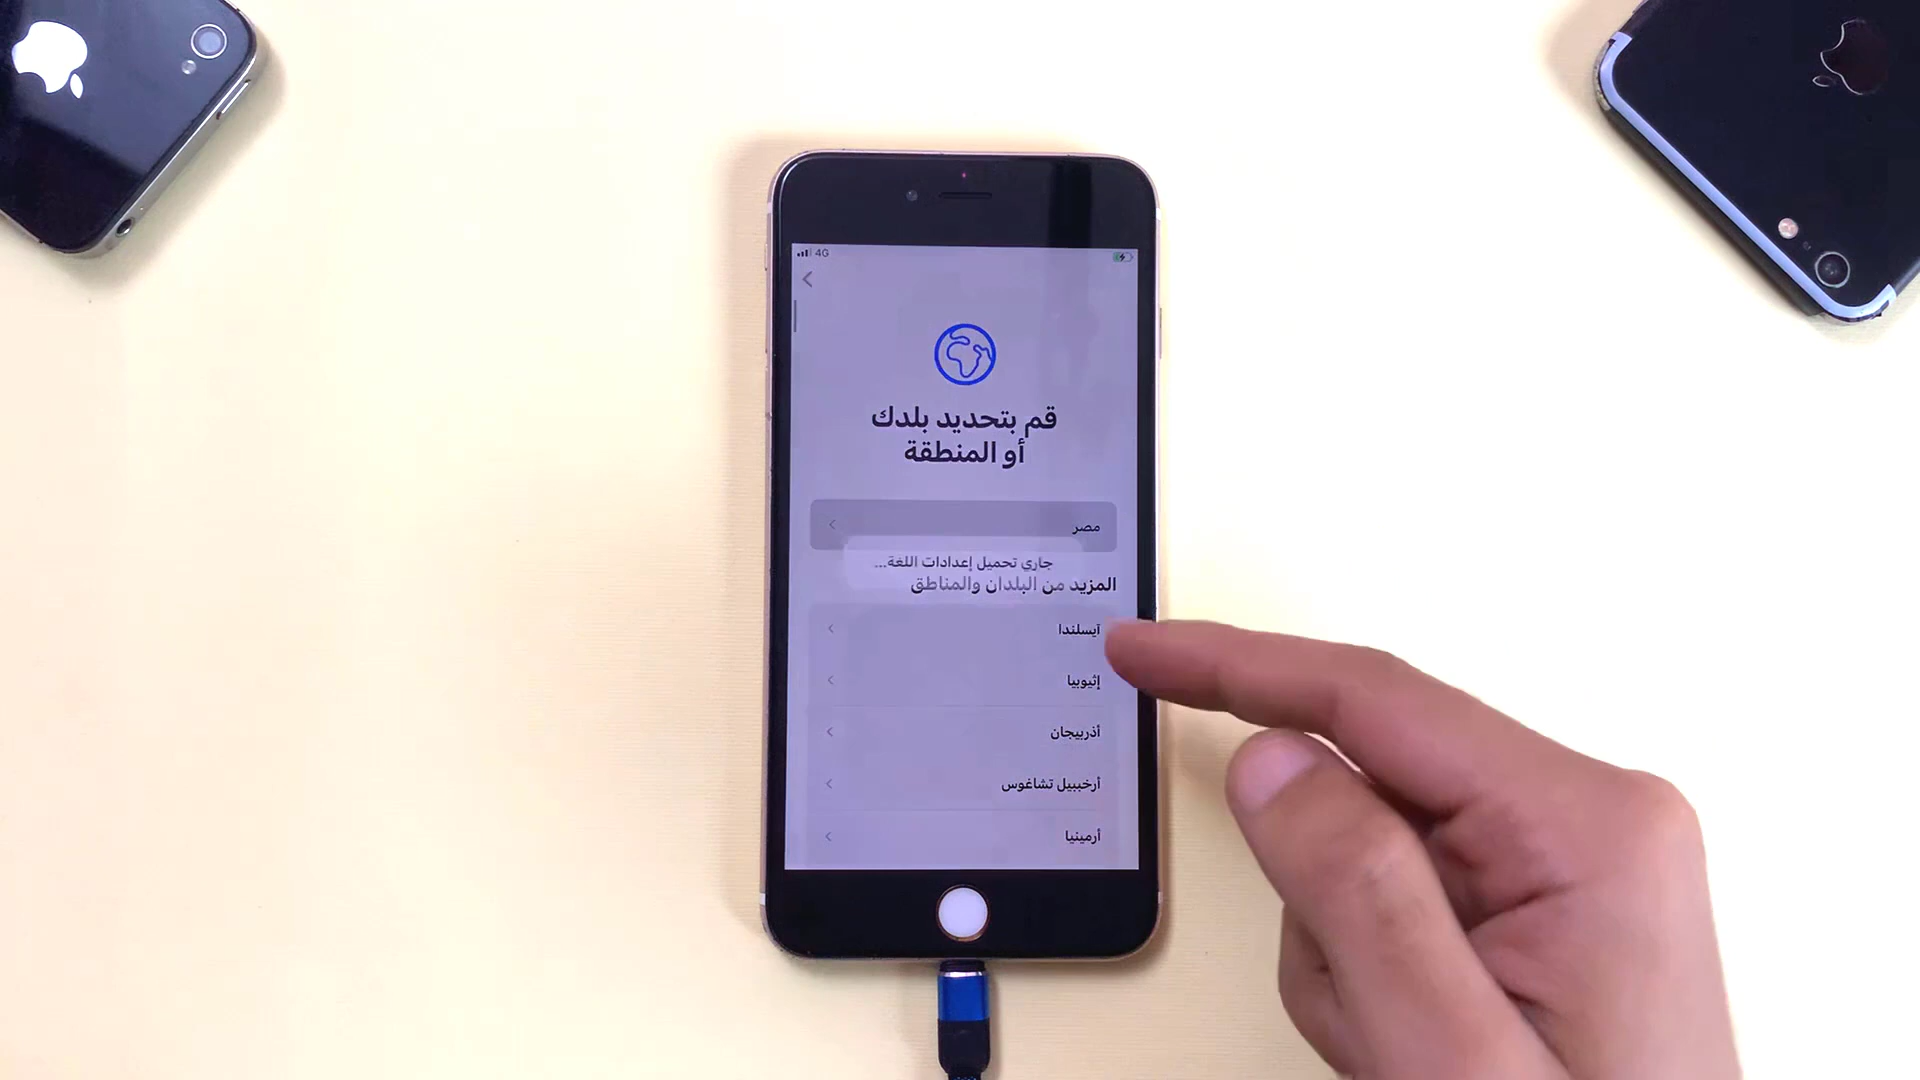 4G
قم بتحديد بلدك
أو المنطقة
مصر
جاري تحميل إعدادات اللغة...
المزيد من البلدان والمناطق
آيسلندا
إثيوبيا
أذربيجان
أرخبيل تشاغوس
أرمينيا